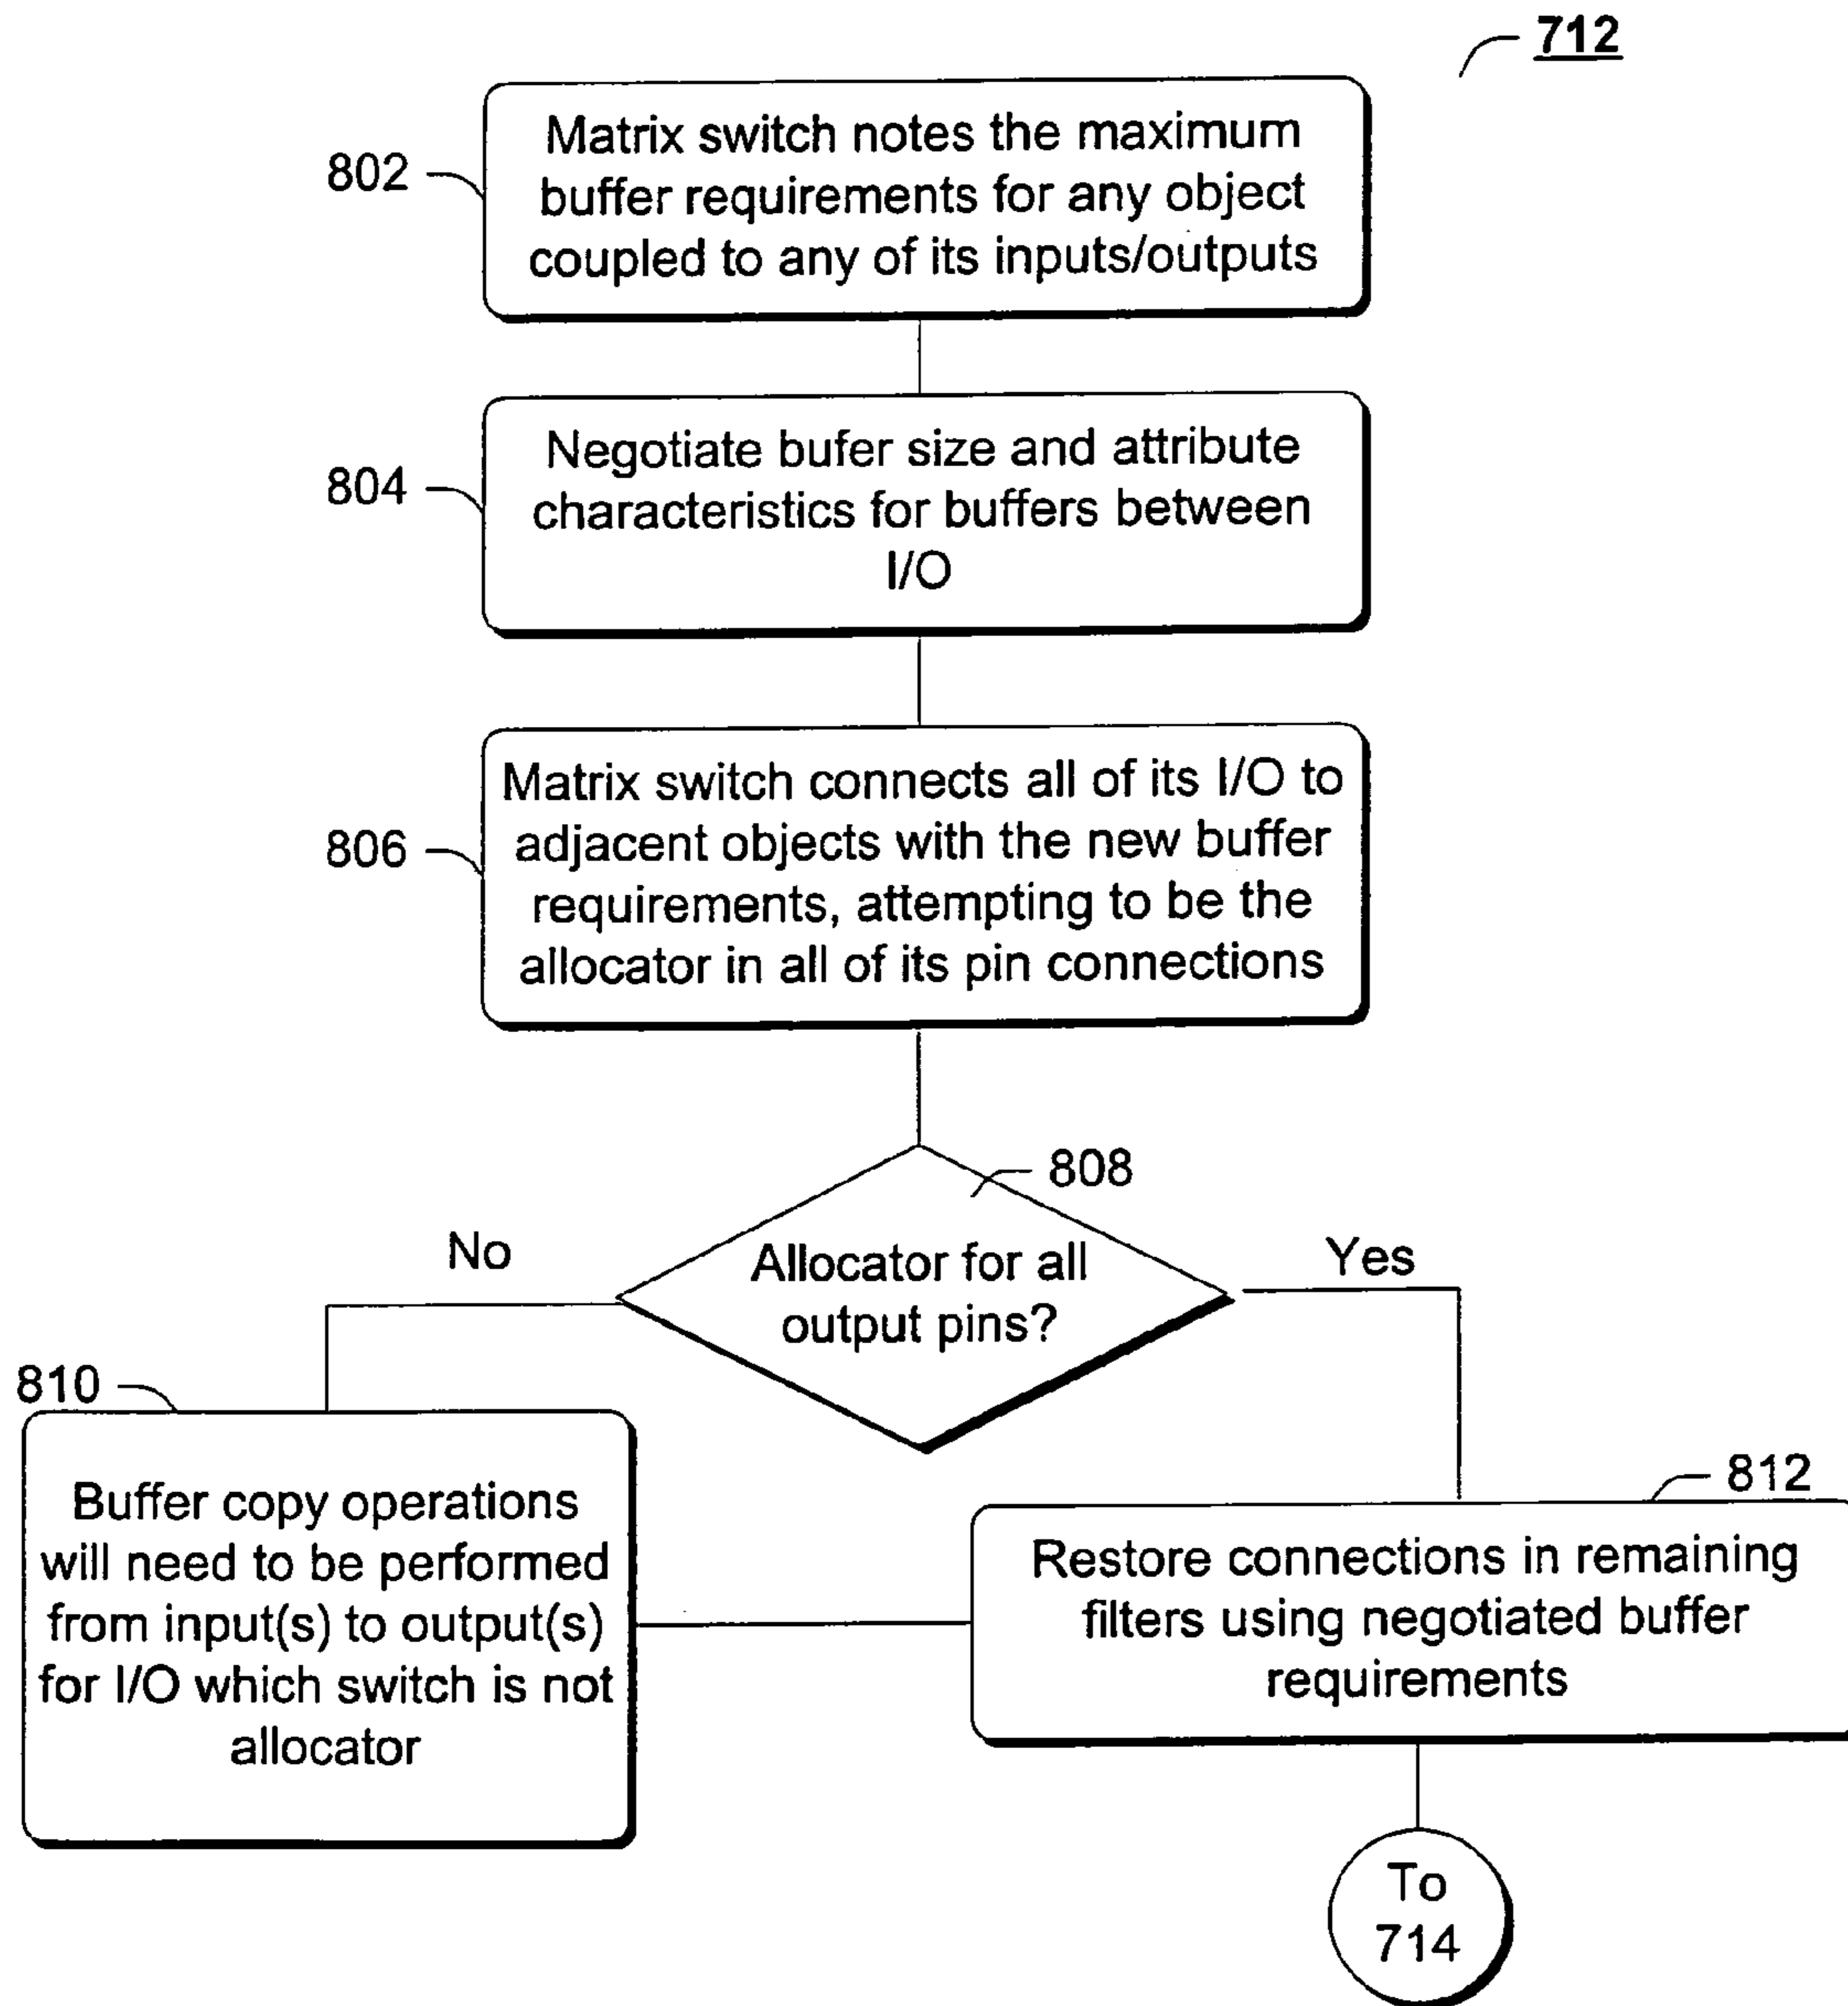 712
802
Matrix switch notes the maximum
buffer requirements for any object
coupled to any of its inputs/outputs
804
Negotiate bufer size and attribute
characteristics for buffers between
I/O
806
Matrix switch connects all of its I/O to
adjacent objects with the new buffer
requirements, attempting to be the
allocator in all of its pin connections
808
No
Allocator for all
output pins?
Yes
810
Buffer copy operations
will need to be performed
from input(s) to output(s)
for I/O which switch is not
allocator
812
Restore connections in remaining
filters using negotiated buffer
requirements
To
714